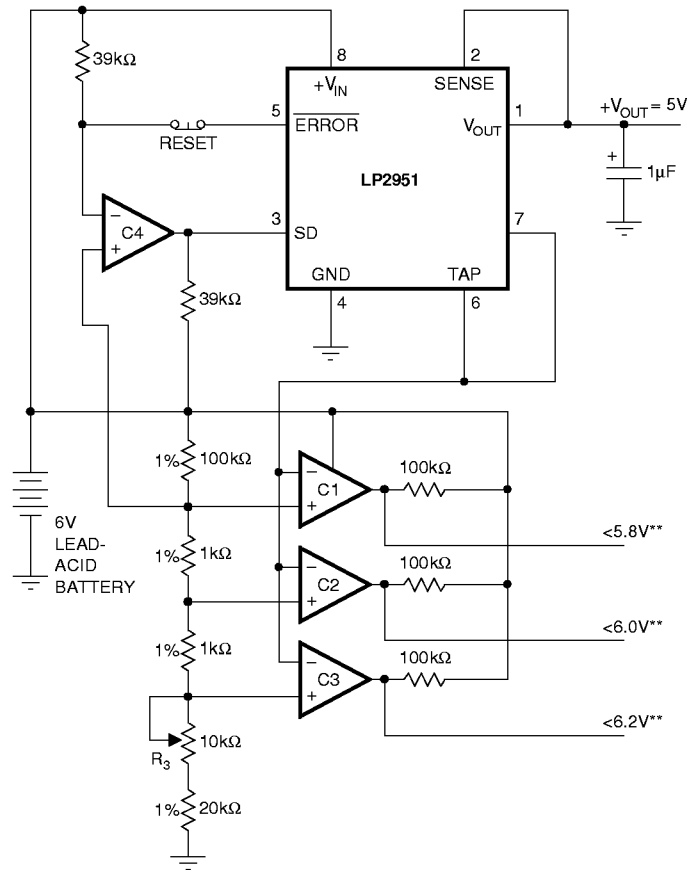 39kΩ
8
+VIN
2
SENSE
5
ERROR
RESET
1
VOUT
+VOUT = 5V
+
1µF
LP2951
–
C4
+
3
SD
7
39kΩ
GND
4
TAP
6
1%
100kΩ
–
C1
+
100kΩ
<5.8V**
6V
LEAD-
ACID
BATTERY
1%
1kΩ
–
C2
+
100kΩ
<6.0V**
1%
1kΩ
–
C3
+
100kΩ
<6.2V**
R3
10kΩ
1%
20kΩ